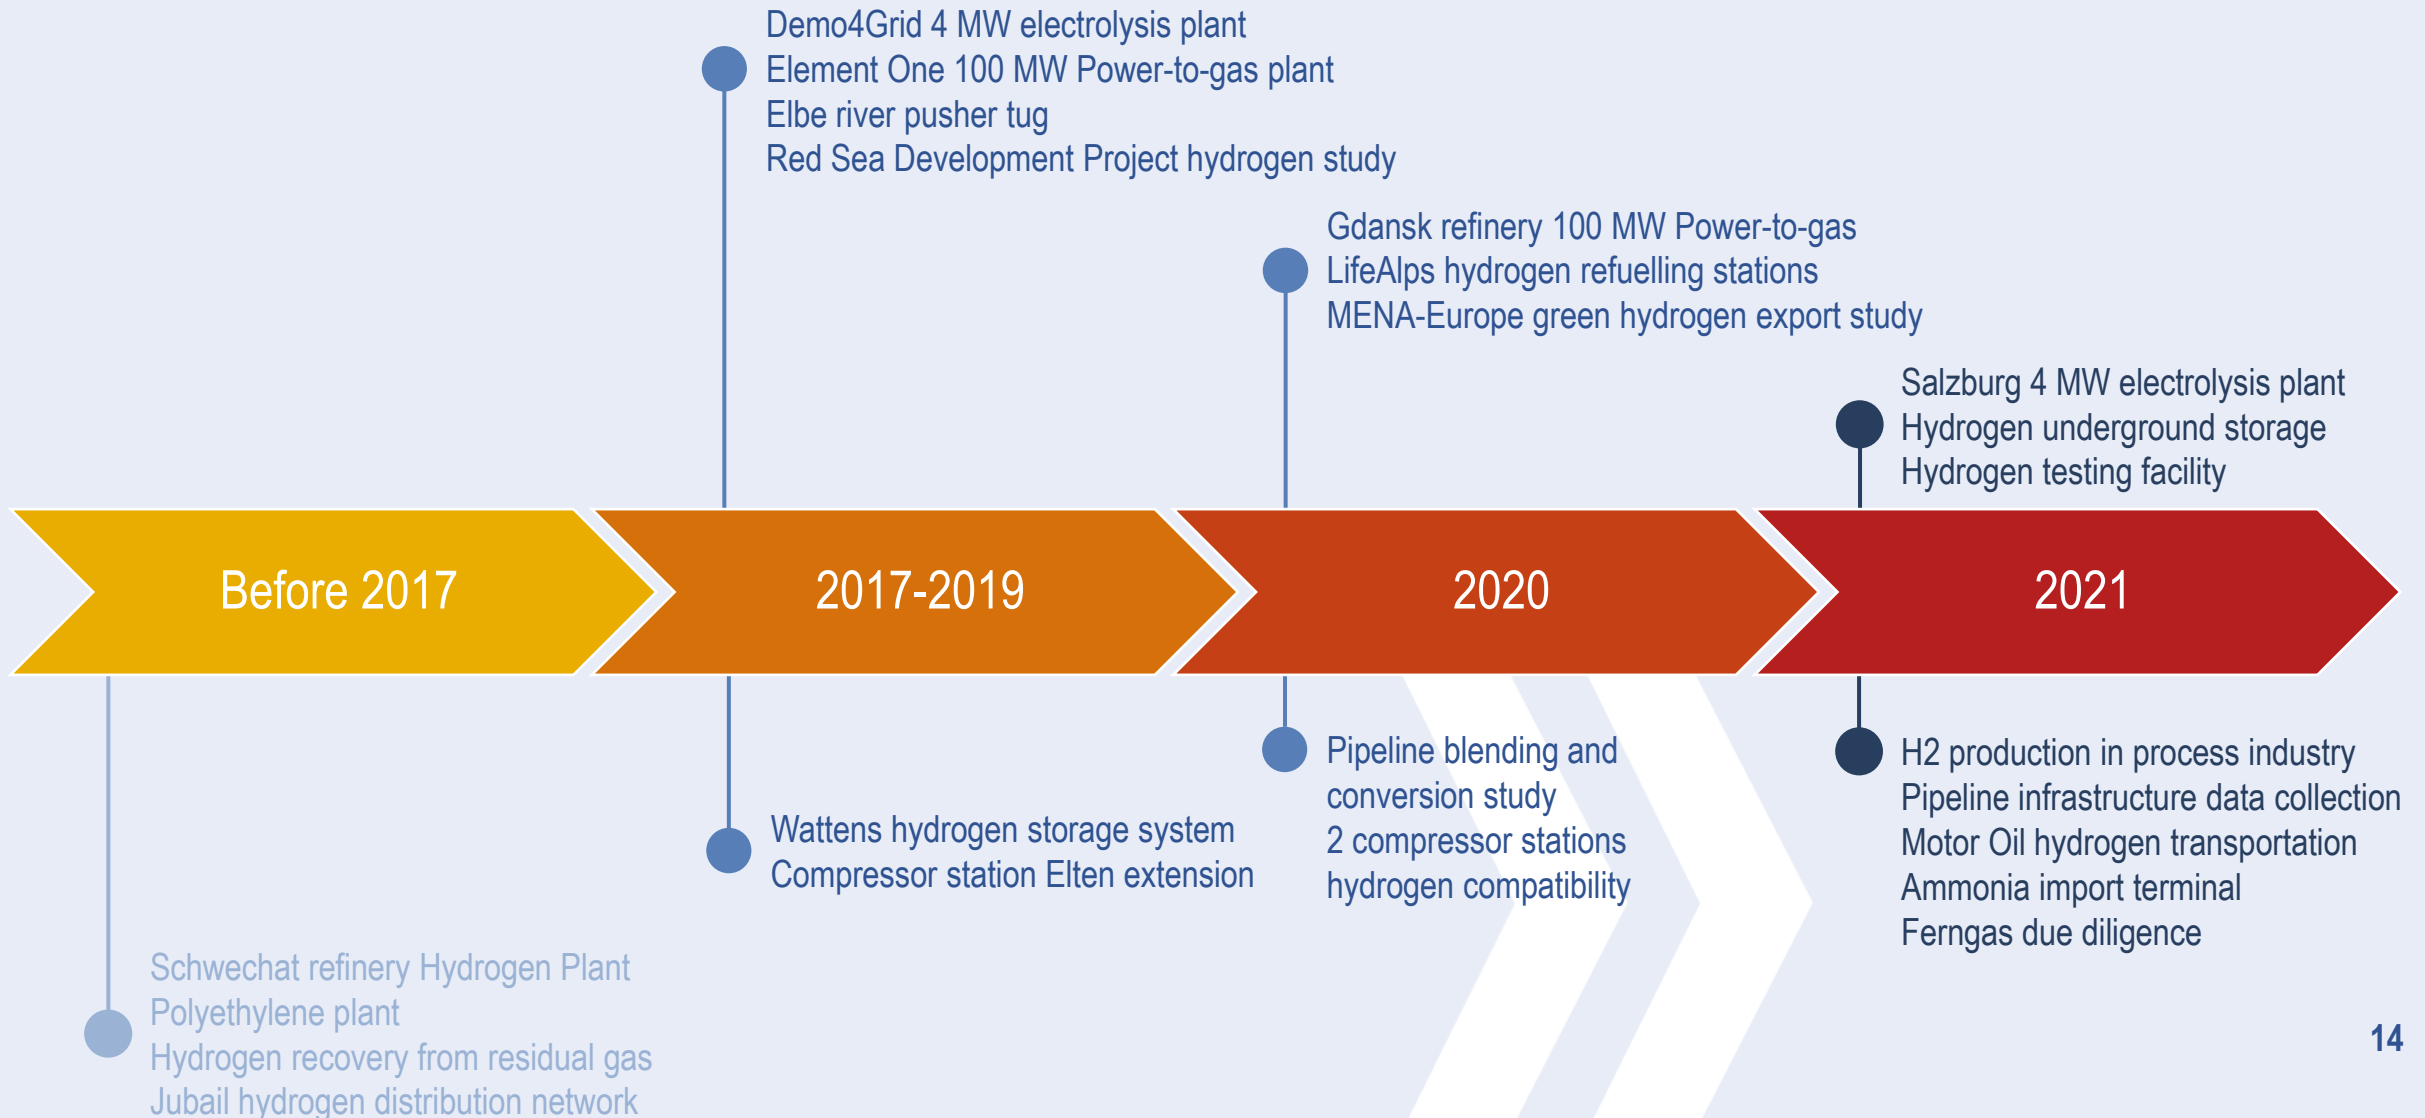 Demo4Grid 4 MW electrolysis plant
Element One 100 MW Power-to-gas plant
Elbe river pusher tug
Red Sea Development Project hydrogen study
Gdansk refinery 100 MW Power-to-gas
LifeAlps hydrogen refuelling stations
MENA-Europe green hydrogen export study
Salzburg 4 MW electrolysis plant
Hydrogen underground storage
Hydrogen testing facility
Before 2017
2017-2019
2020
2021
Schwechat refinery Hydrogen Plant
Polyethylene plant
Hydrogen recovery from residual gas
Jubail hydrogen distribution network
Wattens hydrogen storage system
Compressor station Elten extension
Pipeline blending and
conversion study
2 compressor stations
hydrogen compatibility
H2 production in process industry
Pipeline infrastructure data collection
Motor Oil hydrogen transportation
Ammonia import terminal
Ferngas due diligence
14